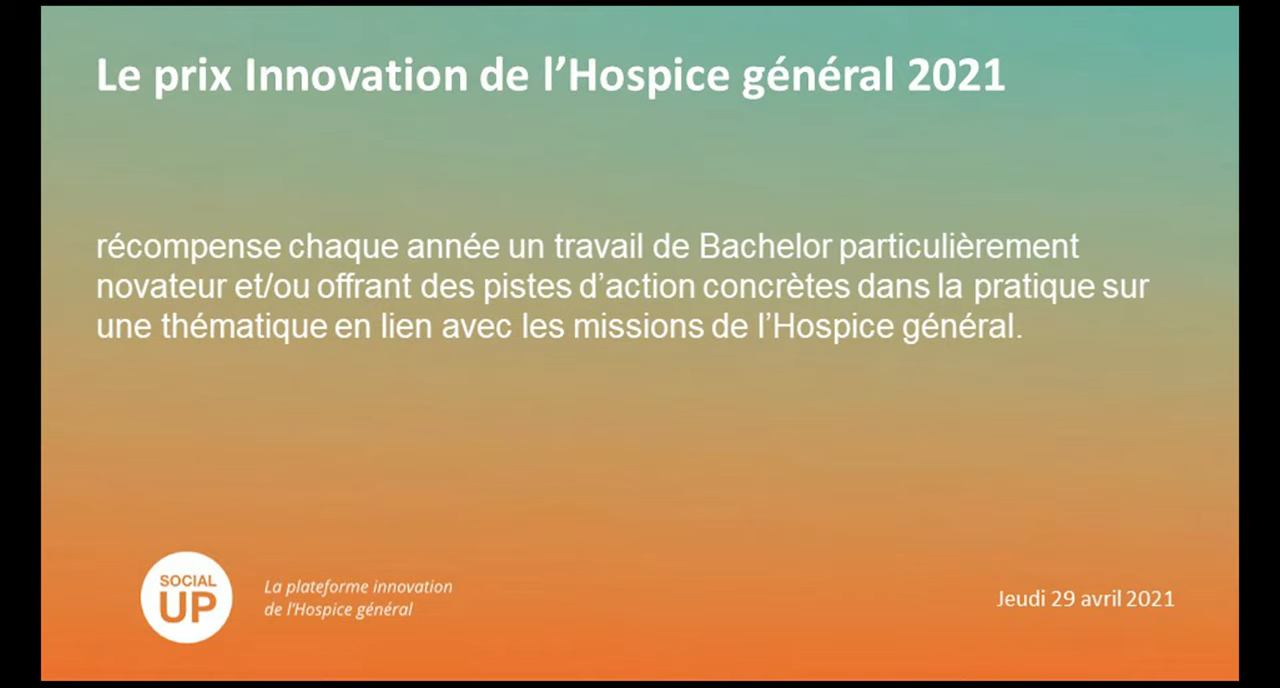 Le prix Innovation de l’Hospice général 2021
récompense chaque année un travail de Bachelor particulièrement
novateur et/ou offrant des pistes d’action concrètes dans la pratique sur
une thématique en lien avec les missions de l’Hospice général.
SOCIAL
UP
La plateforme innovation
de l’Hospice général
Jeudi 29 avril 2021